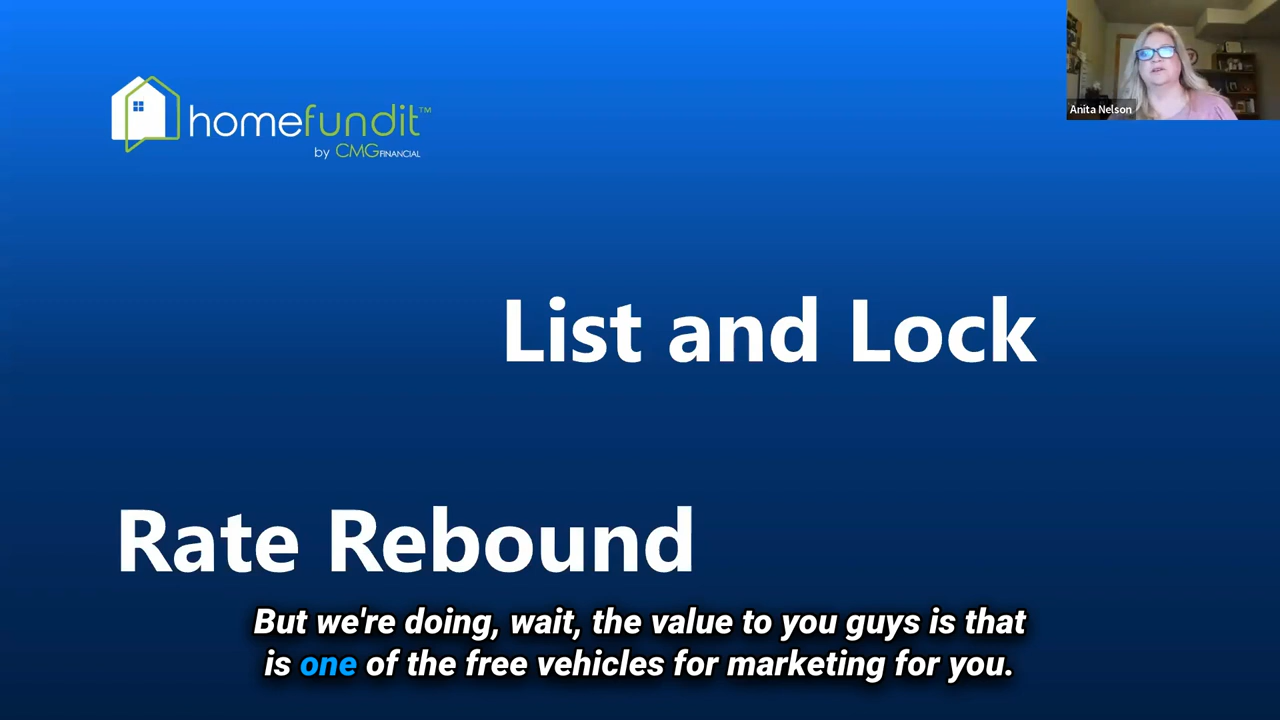 homefundit™
by CMG FINANCIAL
Anita Nelson
List and Lock
Rate Rebound
But we're doing, wait, the value to you guys is that
is one of the free vehicles for marketing for you.